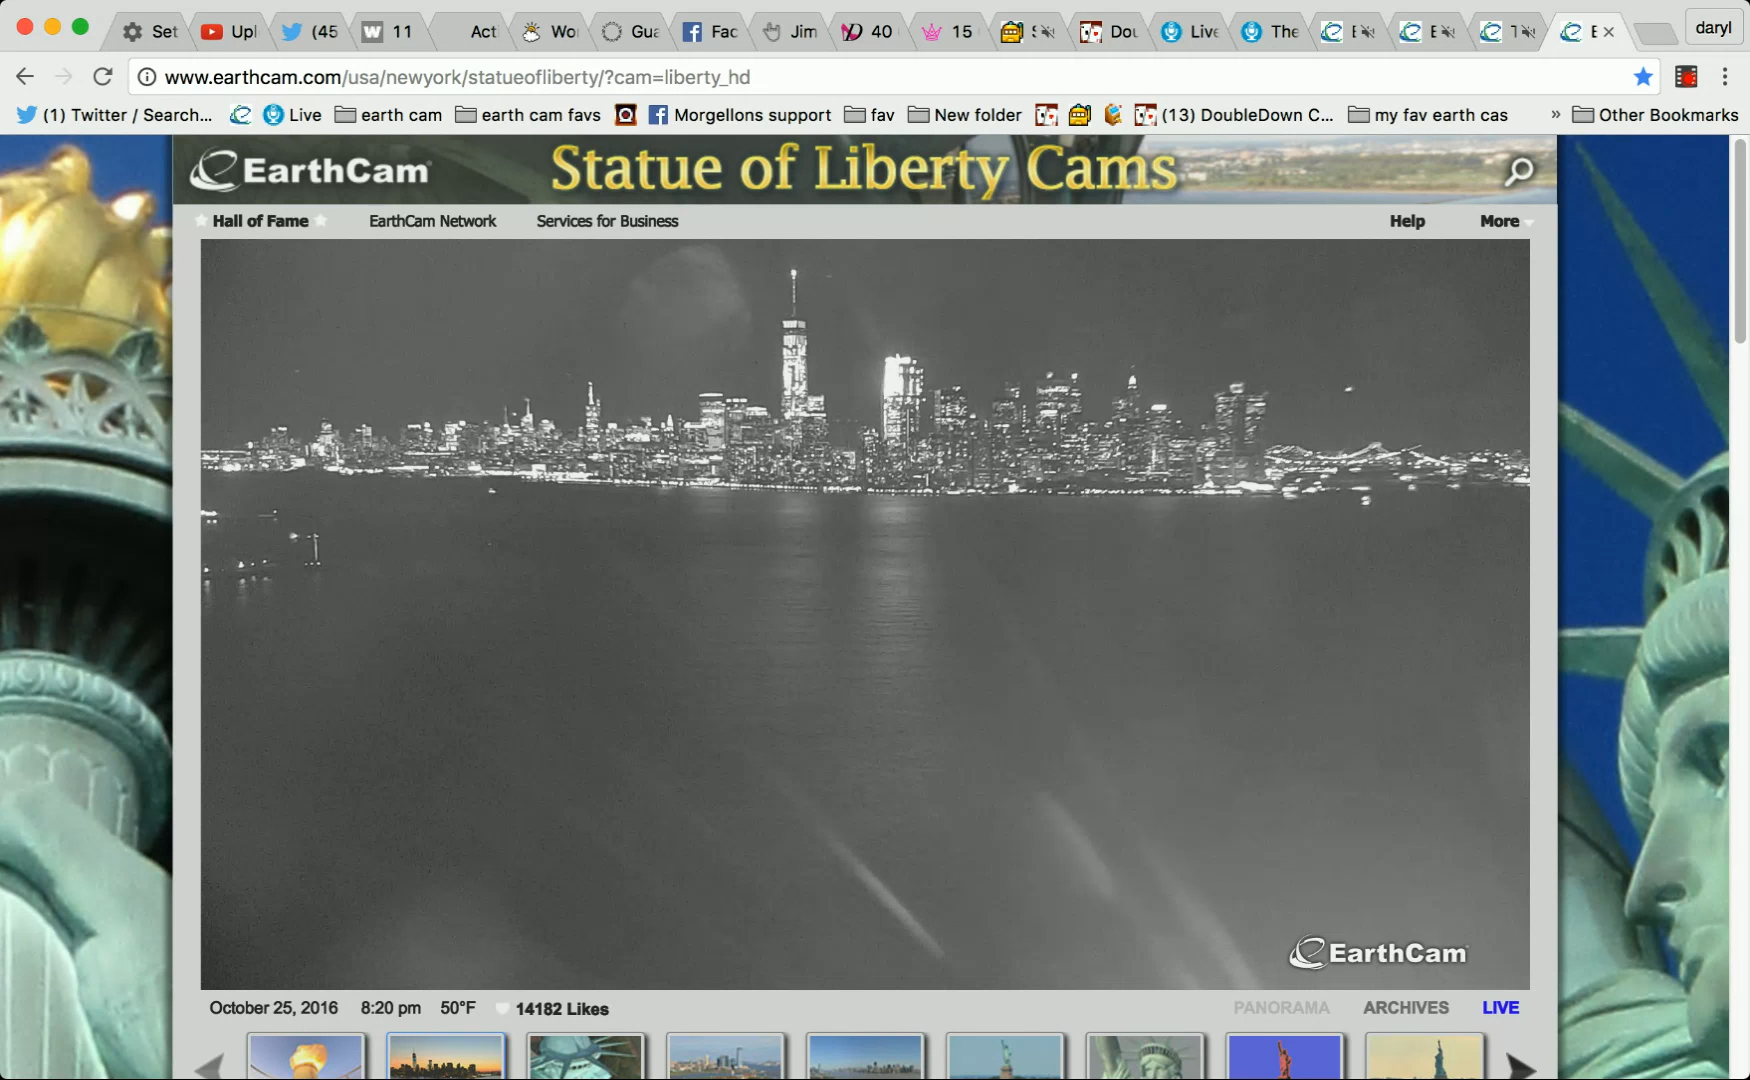 Set Upl (45 11 Acti Wo Gua Fac Jim 40 15 Dou Live The daryl
www.earthcam.com/usa/newyork/statueofliberty/?cam=liberty_hd
(1) Twitter / Search... Live earth cam earth cam favs Morgellons support fav New folder (13) DoubleDown C... my fav earth cas » Other Bookmarks
EarthCam Statue of Liberty Cams
Hall of Fame EarthCam Network Services for Business Help More
EarthCam
October 25, 2016 8:20 pm 50°F 14182 Likes PANORAMA ARCHIVES LIVE